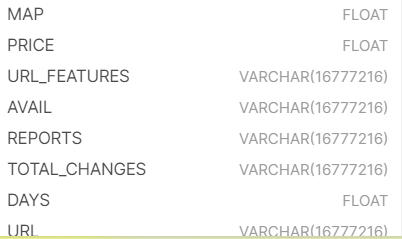 MAP FLOAT
PRICE FLOAT
URL_FEATURES VARCHAR(16777216)
AVAIL VARCHAR(16777216)
REPORTS VARCHAR(16777216)
TOTAL_CHANGES VARCHAR(16777216)
DAYS FLOAT
URL VARCHAR(16777216)